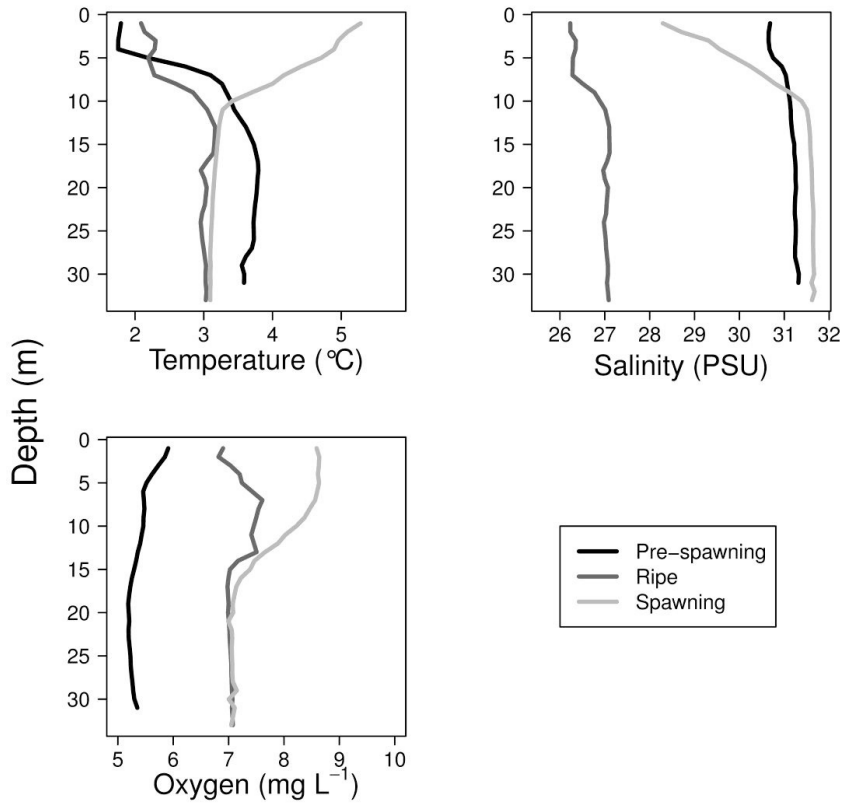 0
5
10
15
20
25
30
2 3 4 5
Temperature (°C)
0
5
10
15
20
25
30
26 27 28 29 30 31 32
Salinity (PSU)
Depth (m)
0
5
10
15
20
25
30
5 6 7 8 9 10
Oxygen (mg L⁻¹)
Pre−spawning
Ripe
Spawning